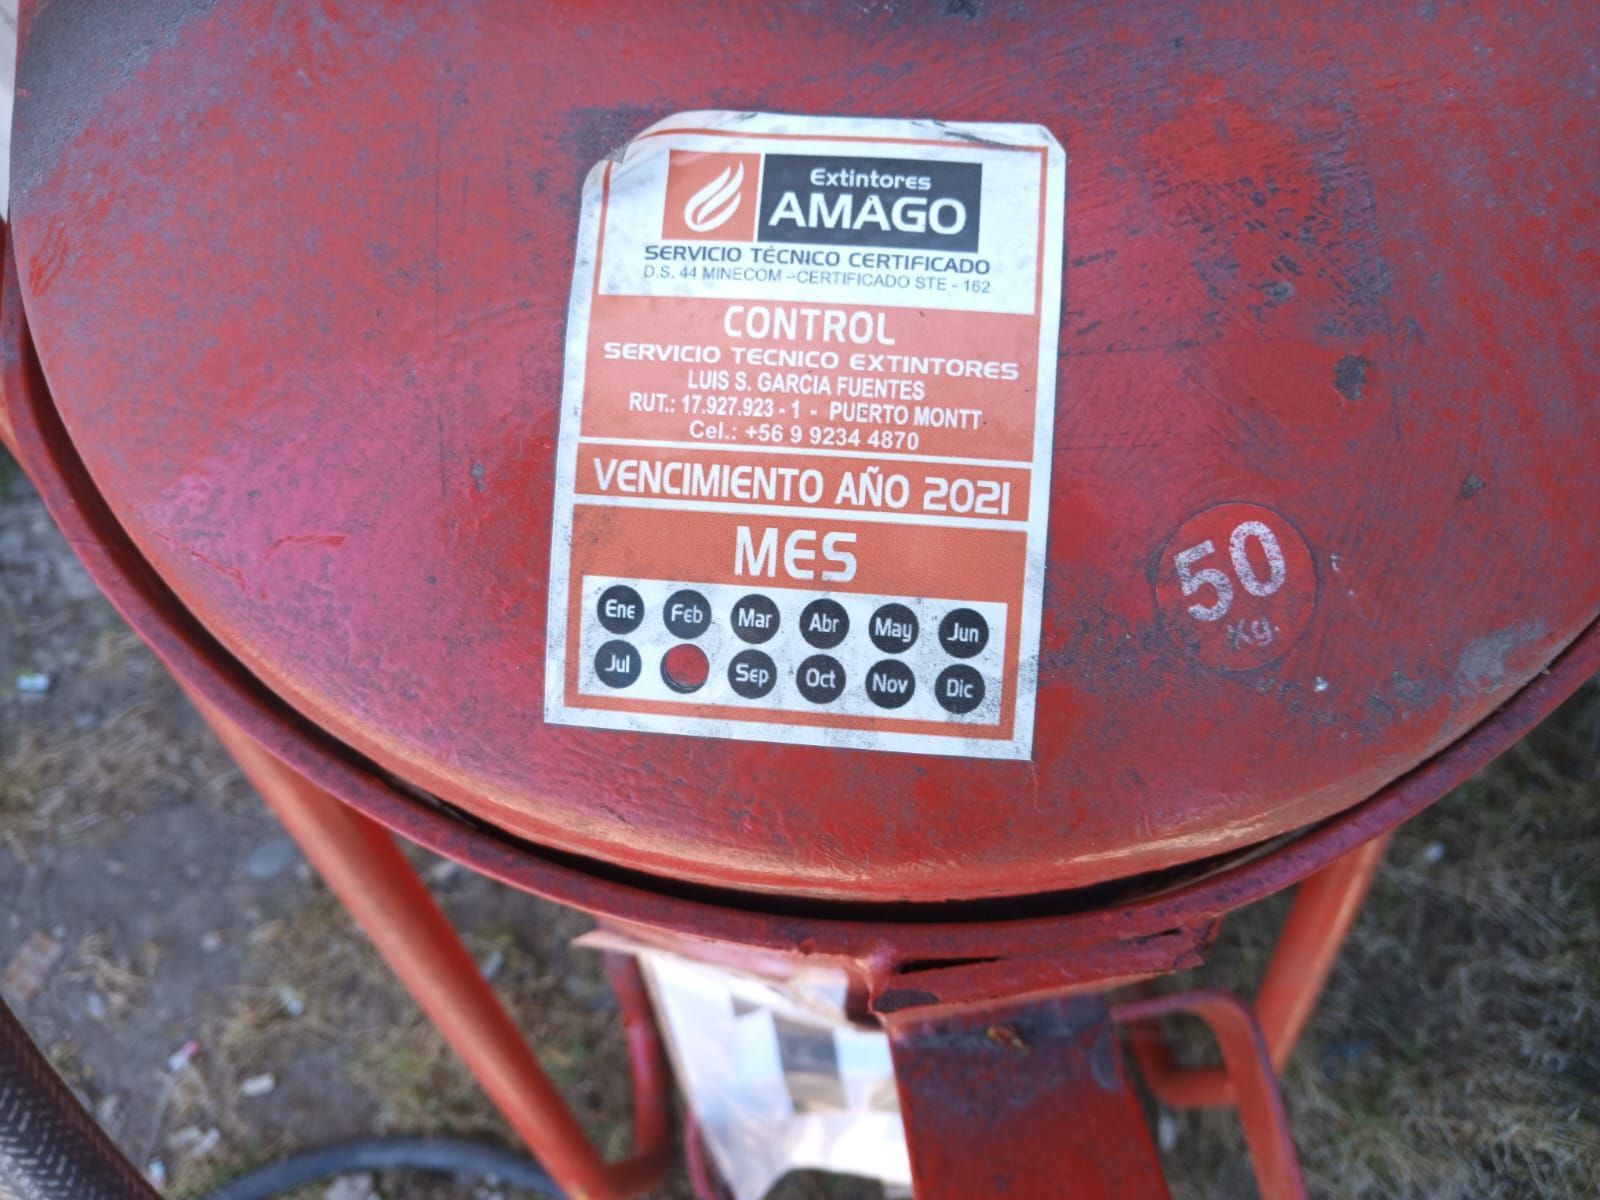 Extintores
AMAGO
SERVICIO TÉCNICO CERTIFICADO
D.S. 44 MINECOM -CERTIFICADO STE - 162
CONTROL
SERVICIO TECNICO EXTINTORES
LUIS S. GARCIA FUENTES
RUT.: 17.927.923 - 1 - PUERTO MONTT
Cel.: +56 9 9234 4870
VENCIMIENTO AÑO 2021
MES
Ene Feb Mar Abr May Jun
Jul Sep Oct Nov Dic
50
Kg.